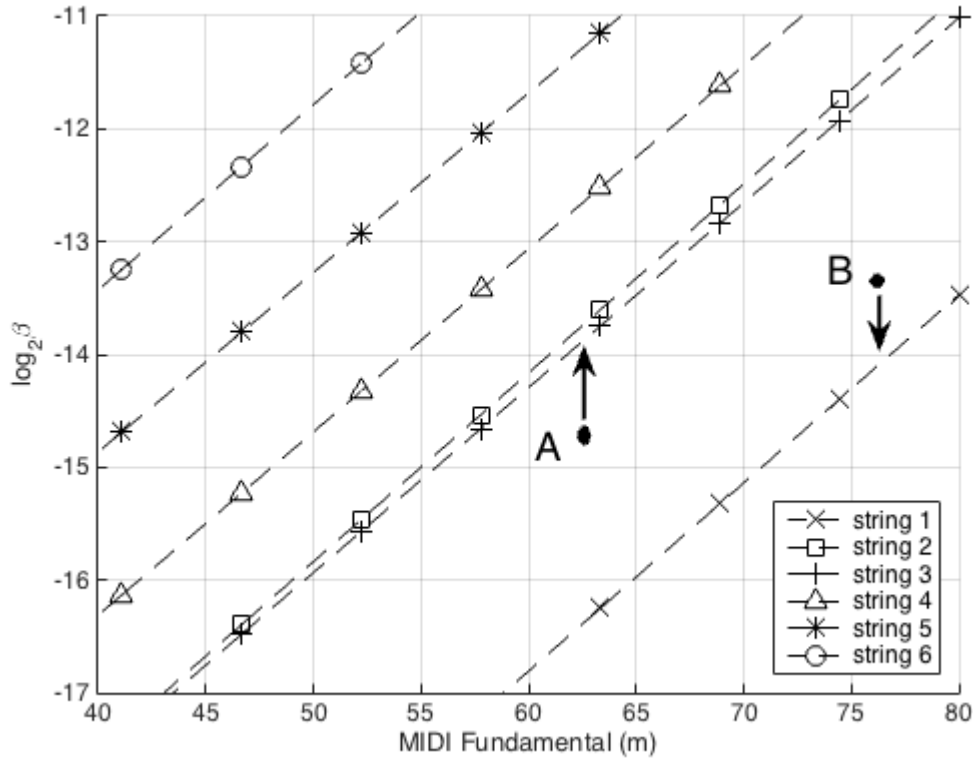 -11
-12
-13
-14
-15
-16
-17
log₂β
A
B
string 1
string 2
string 3
string 4
string 5
string 6
40 45 50 55 60 65 70 75 80
MIDI Fundamental (m)